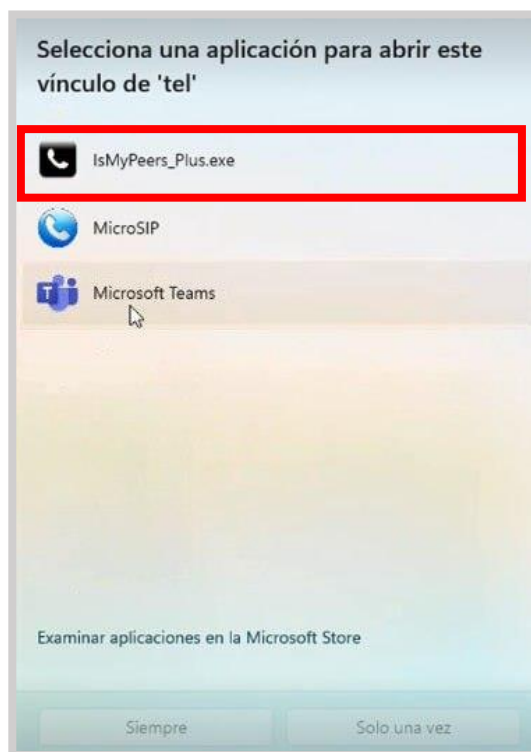 Selecciona una aplicación para abrir este
vínculo de 'tel'
IsMyPeers_Plus.exe
MicroSIP
Microsoft Teams
Examinar aplicaciones en la Microsoft Store
Siempre
Solo una vez